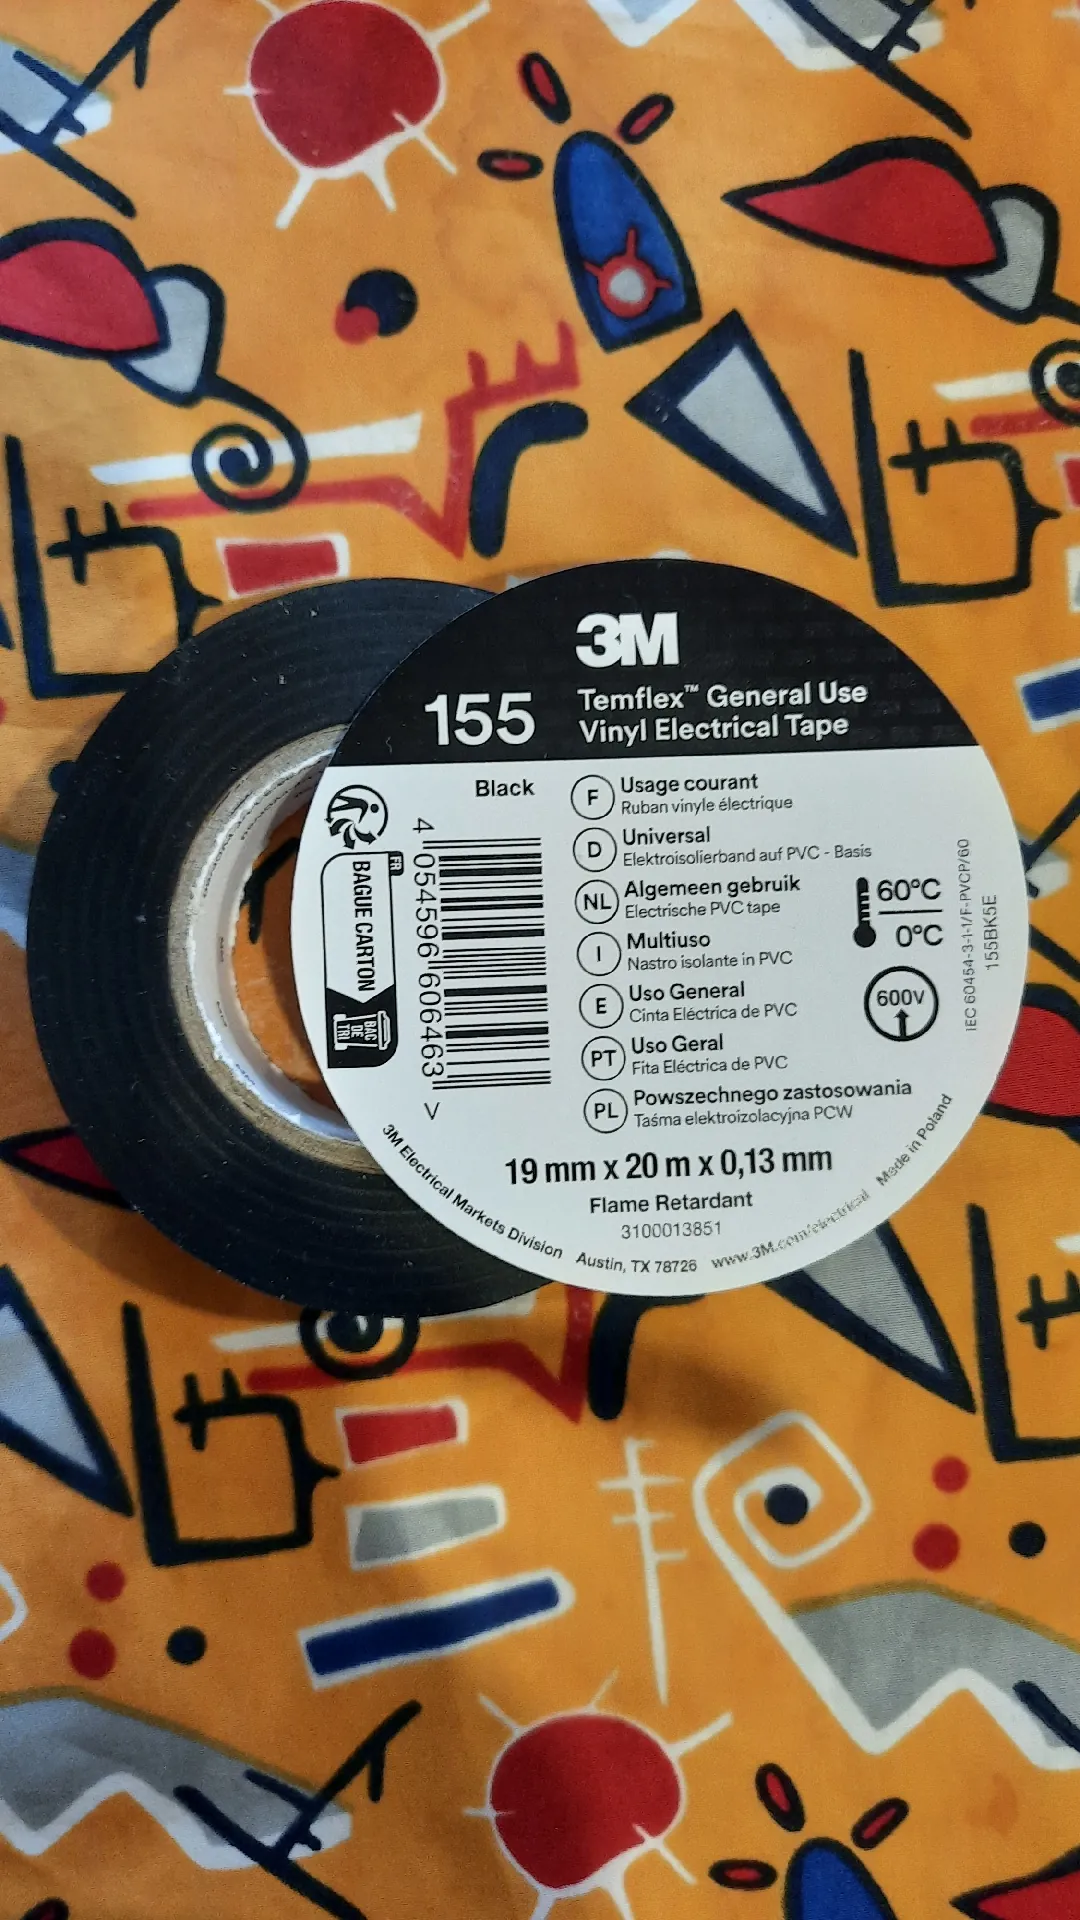 3M
155
Temflex™ General Use
Vinyl Electrical Tape
Black
F
Usage courant
Ruban vinyle électrique
D
Universal
Elektroisolierband auf PVC - Basis
NL
Algemeen gebruik
Electrische PVC tape
I
Multiuso
Nastro isolante in PVC
E
Uso General
Cinta Eléctrica de PVC
PT
Uso Geral
Fita Eléctrica de PVC
PL
Powszechnego zastosowania
Taśma elektroizolacyjna PCW
FR
BAGUE CARTON
BAC
DE
TRI
4 054596 606463 >
60°C
0°C
600V
IEC 60454-3-1-1/F-PVCP/60
155BK5E
19 mm x 20 m x 0,13 mm
Flame Retardant
3100013851
3M Electrical Markets Division Austin, TX 78726 www.3M.com/electrical Made in Poland